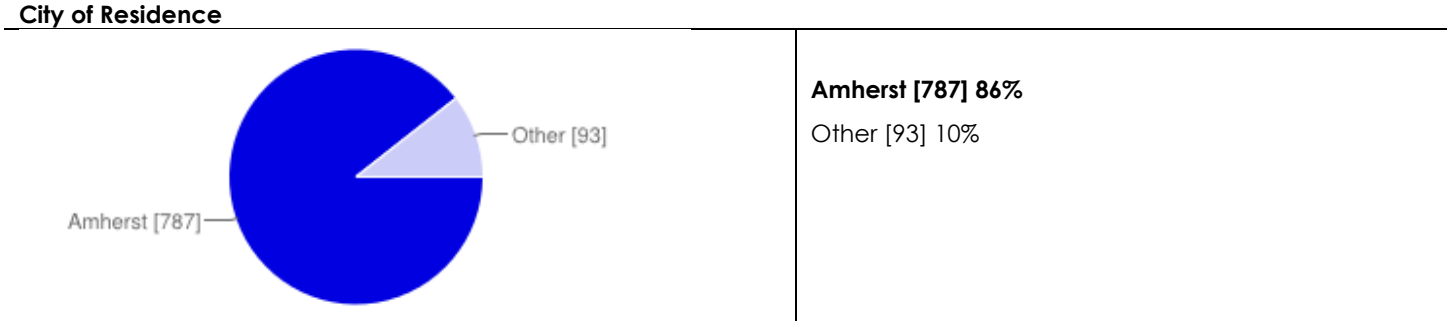 City of Residence
Other [93]
Amherst [787]
Amherst [787] 86%
Other [93] 10%